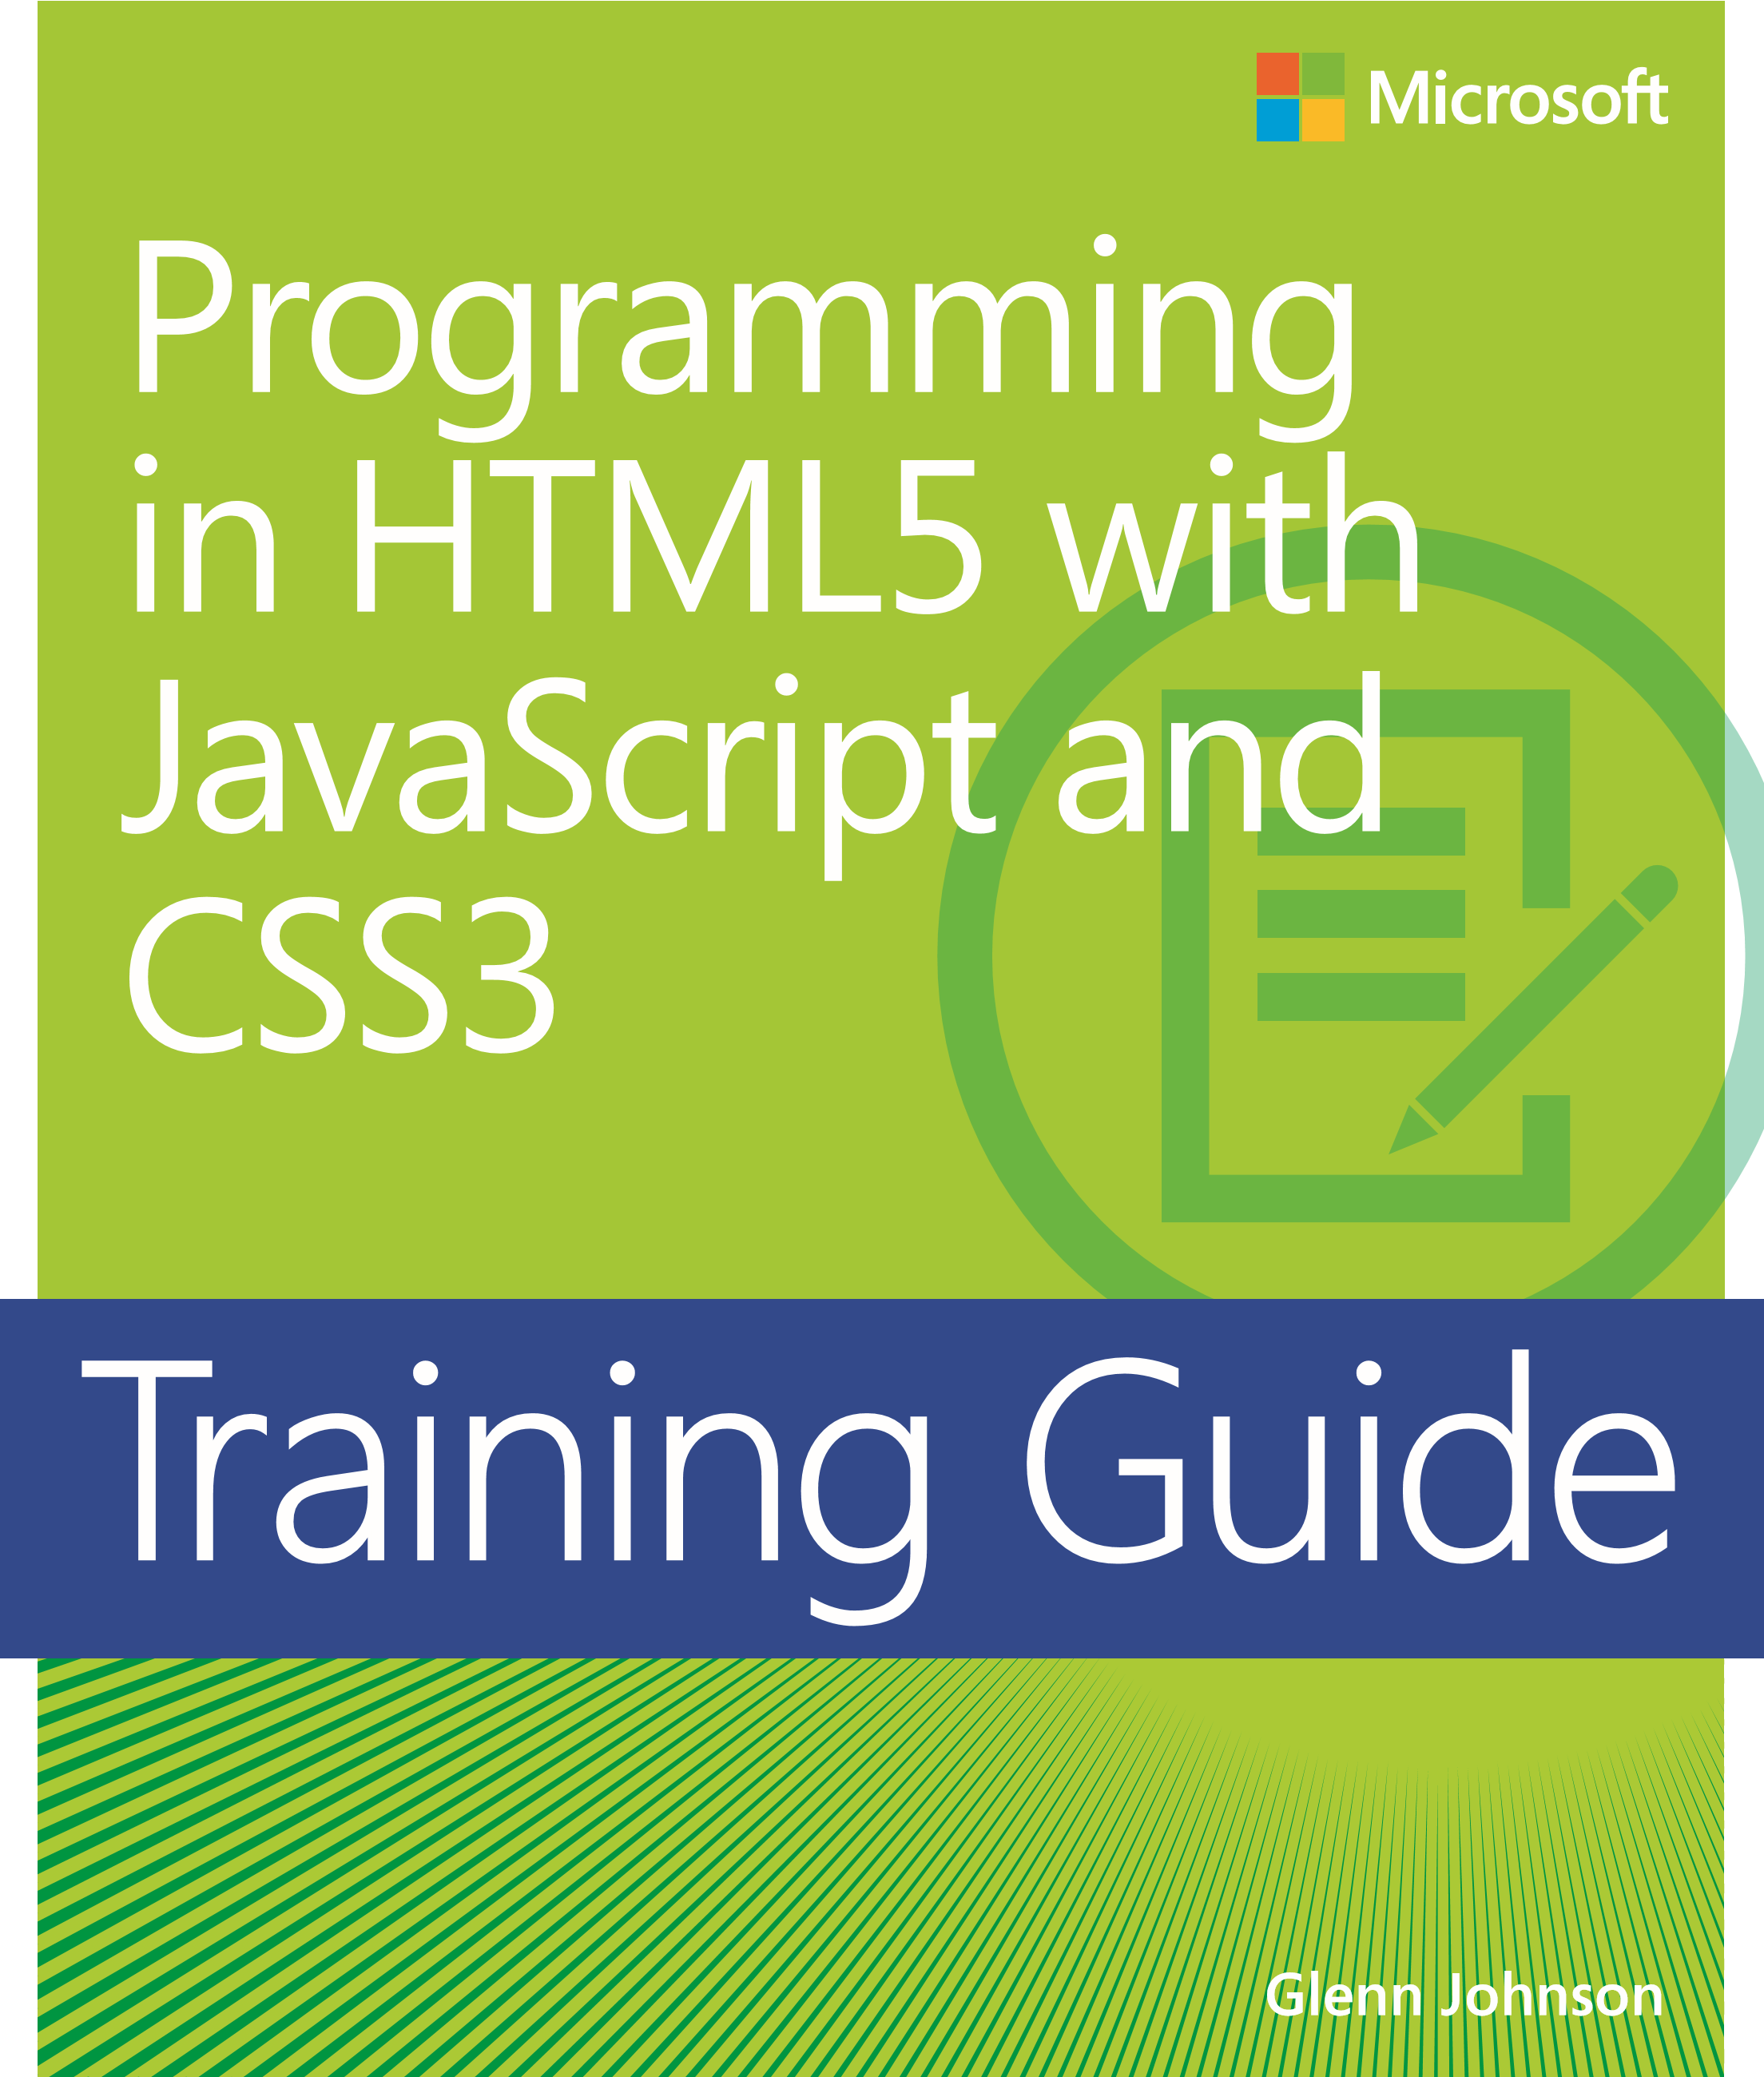 Microsoft
Programming
in HTML5 with
JavaScript and
CSS3
Training Guide
Glenn Johnson